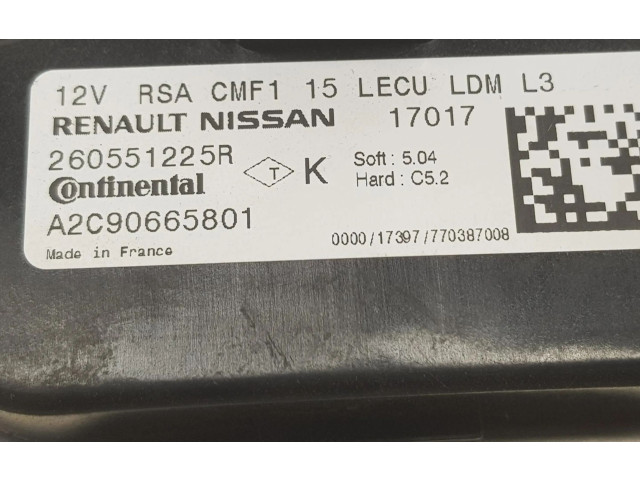 12V RSA CMF1 15 LECU LDM L3
RENAULT NISSAN 17017
260551225R
Continental
T K
Soft : 5.04
Hard : C5.2
A2C90665801
0000/17397/770387008
Made in France